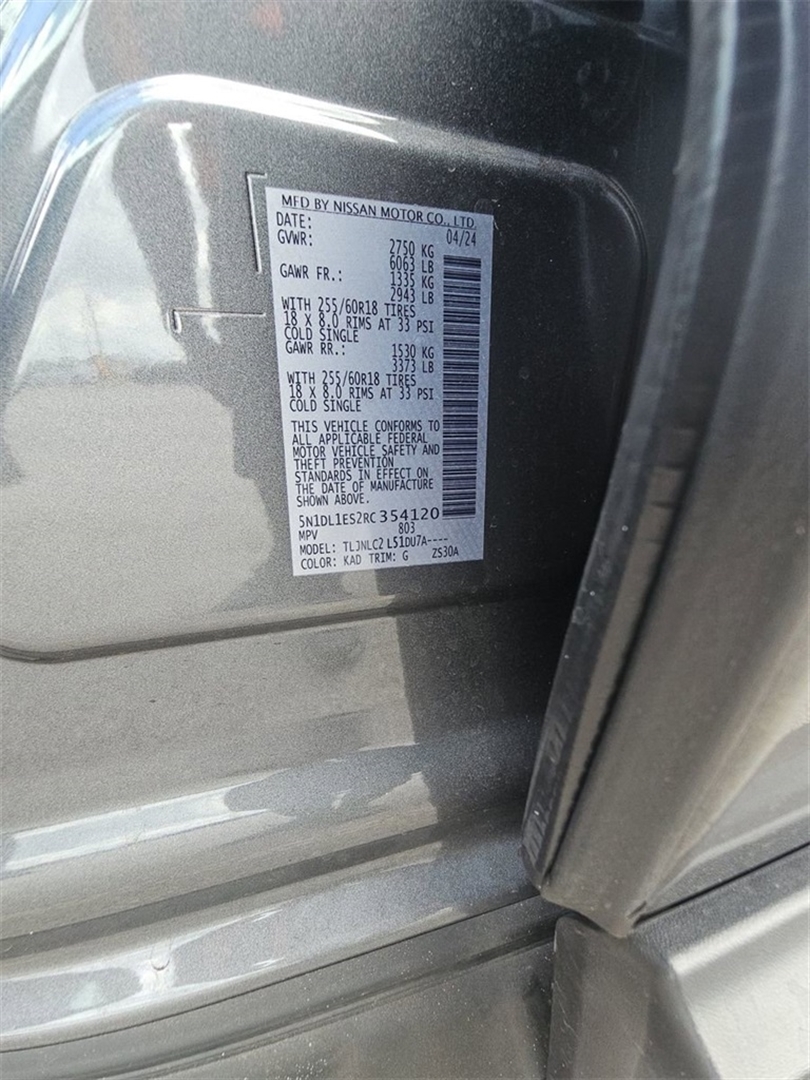 MFD BY NISSAN MOTOR CO., LTD.
DATE: 04/24
GVWR: 2750 KG
6063 LB
GAWR FR.: 1335 KG
2943 LB
WITH 255/60R18 TIRES
18 X 8.0 RIMS AT 33 PSI
COLD SINGLE
GAWR RR.: 1530 KG
3373 LB
WITH 255/60R18 TIRES
18 X 8.0 RIMS AT 33 PSI
COLD SINGLE
THIS VEHICLE CONFORMS TO
ALL APPLICABLE FEDERAL
MOTOR VEHICLE SAFETY AND
THEFT PREVENTION
STANDARDS IN EFFECT ON
THE DATE OF MANUFACTURE
SHOWN ABOVE.
5N1DL1ES2RC354120
MPV 803
MODEL: TLJNLC2 L51DU7A----
COLOR: KAD TRIM: G ZS30A